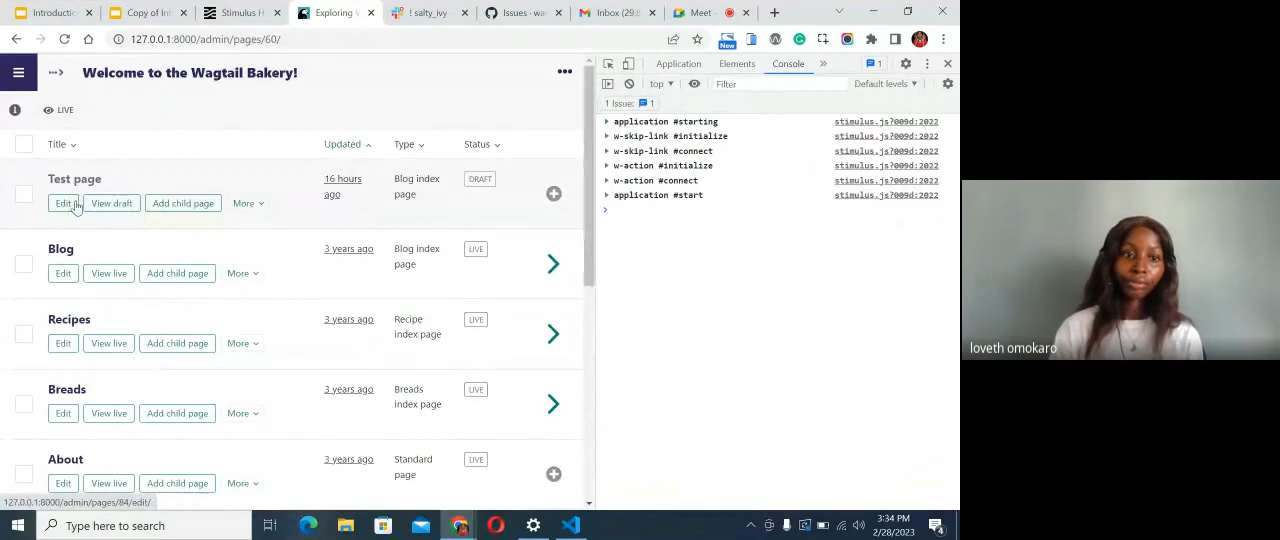 Introduction
Copy of Int
Stimulus H
Exploring W
! salty_ivy
Issues · wa
Inbox (29,8
Meet -
127.0.0.1:8000/admin/pages/60/
New
Welcome to the Wagtail Bakery!
LIVE
Title
Updated
Type
Status
Test page
16 hours ago
Blog index page
DRAFT
Edit
View draft
Add child page
More
Blog
3 years ago
Blog index page
LIVE
Edit
View live
Add child page
More
Recipes
3 years ago
Recipe index page
LIVE
Edit
View live
Add child page
More
Breads
3 years ago
Breads index page
LIVE
Edit
View live
Add child page
More
About
3 years ago
Standard page
LIVE
Edit
View live
Add child page
More
127.0.0.1:8000/admin/pages/84/edit/
Application
Elements
Console
1
top
Filter
Default levels
1 Issue: 1
application #starting stimulus.js?009d:2022
w-skip-link #initialize stimulus.js?009d:2022
w-skip-link #connect stimulus.js?009d:2022
w-action #initialize stimulus.js?009d:2022
w-action #connect stimulus.js?009d:2022
application #start stimulus.js?009d:2022
loveth omokaro
Type here to search
3:34 PM
2/28/2023
4